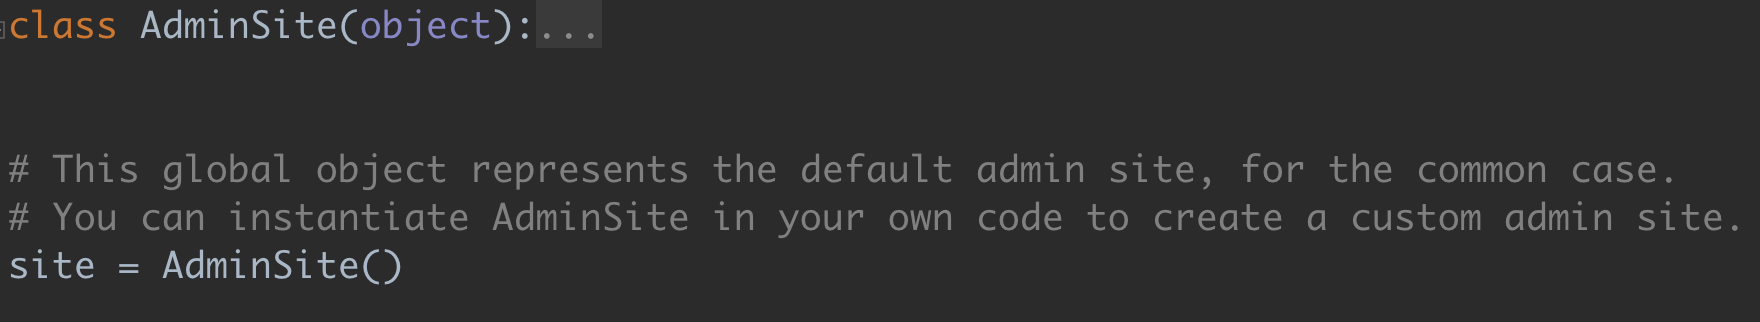 class AdminSite(object):...
# This global object represents the default admin site, for the common case.
# You can instantiate AdminSite in your own code to create a custom admin site.
site = AdminSite()